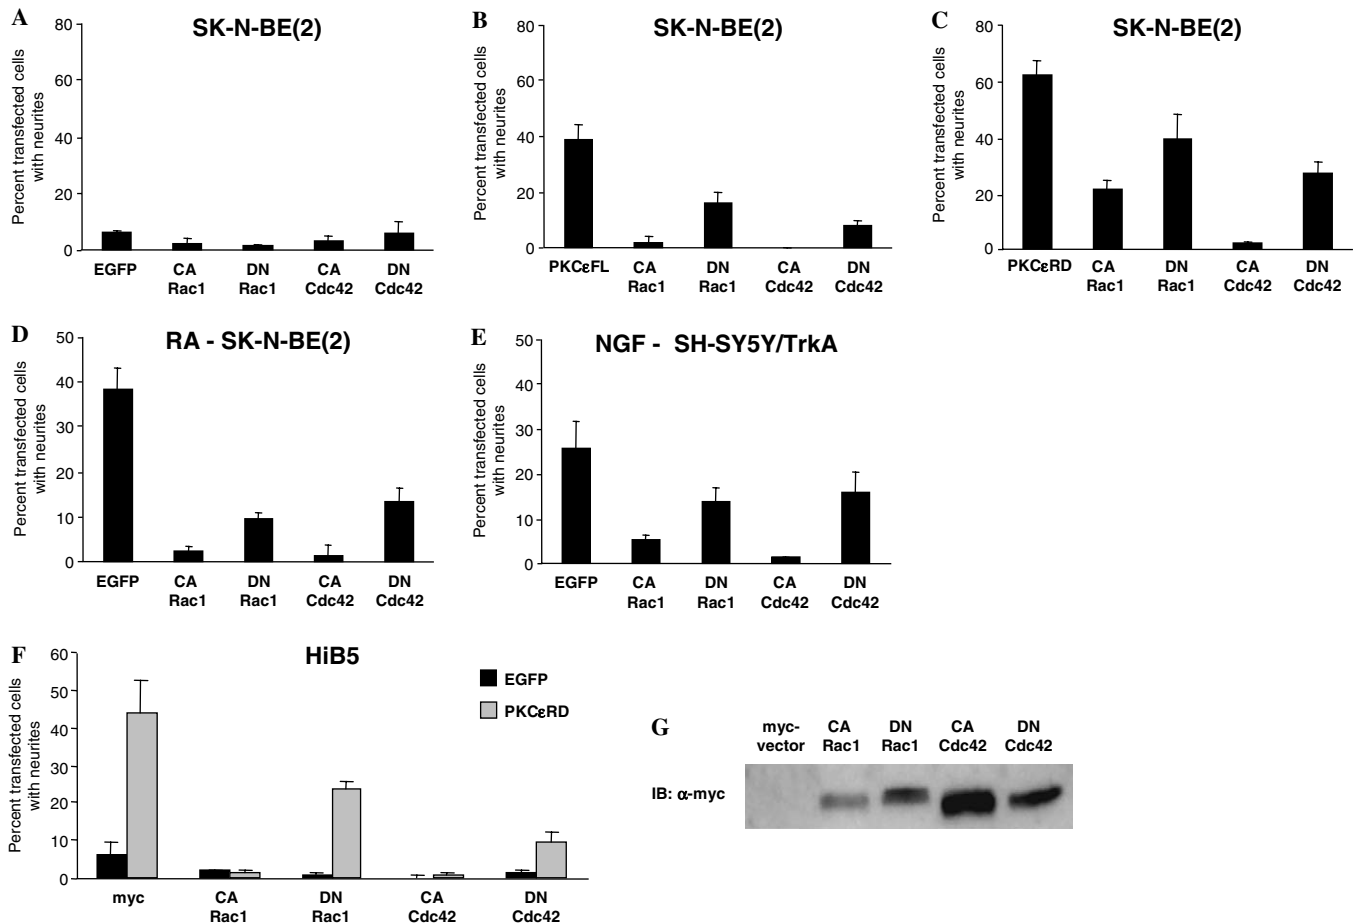 A
SK-N-BE(2)
Percent transfected cells
with neurites
80
60
40
20
0
EGFP
CA
Rac1
DN
Rac1
CA
Cdc42
DN
Cdc42
B
SK-N-BE(2)
Percent transfected cells
with neurites
80
60
40
20
0
PKCεFL
CA
Rac1
DN
Rac1
CA
Cdc42
DN
Cdc42
C
SK-N-BE(2)
Percent transfected cells
with neurites
80
60
40
20
0
PKCεRD
CA
Rac1
DN
Rac1
CA
Cdc42
DN
Cdc42
D
RA - SK-N-BE(2)
Percent transfected cells
with neurites
50
40
30
20
10
0
EGFP
CA
Rac1
DN
Rac1
CA
Cdc42
DN
Cdc42
E
NGF - SH-SY5Y/TrkA
Percent transfected cells
with neurites
50
40
30
20
10
0
EGFP
CA
Rac1
DN
Rac1
CA
Cdc42
DN
Cdc42
F
HiB5
Percent transfected cells
with neurites
60
50
40
30
20
10
0
myc
CA
Rac1
DN
Rac1
CA
Cdc42
DN
Cdc42
EGFP
PKCεRD
G
myc-
vector
CA
Rac1
DN
Rac1
CA
Cdc42
DN
Cdc42
IB: α-myc